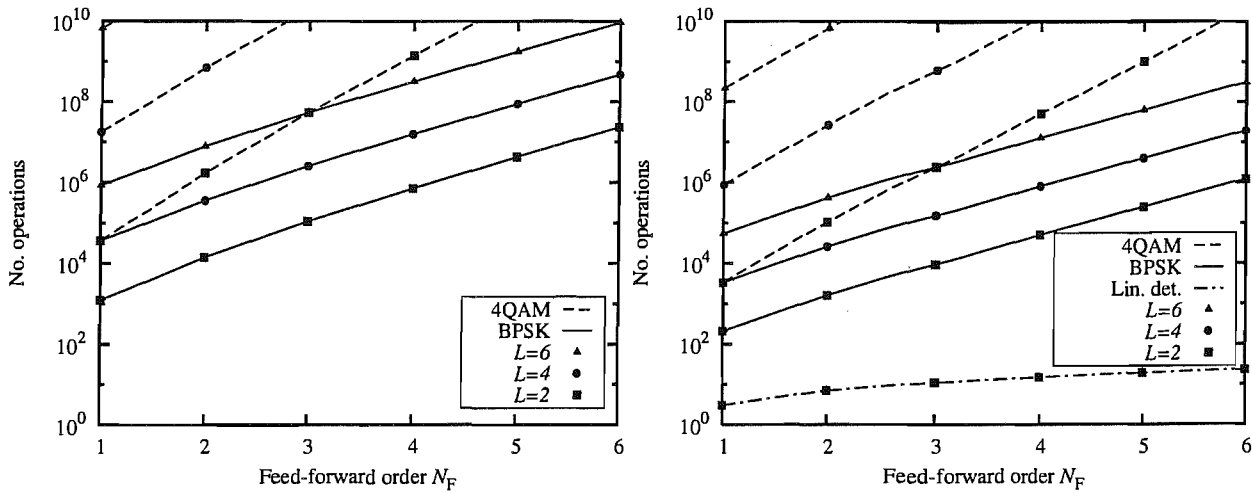 10^10
10^8
10^6
10^4
10^2
10^0
No. operations
1 2 3 4 5 6
Feed-forward order N_F
4QAM
BPSK
L=6
L=4
L=2
10^10
10^8
10^6
10^4
10^2
10^0
No. operations
1 2 3 4 5 6
Feed-forward order N_F
4QAM
BPSK
Lin. det.
L=6
L=4
L=2